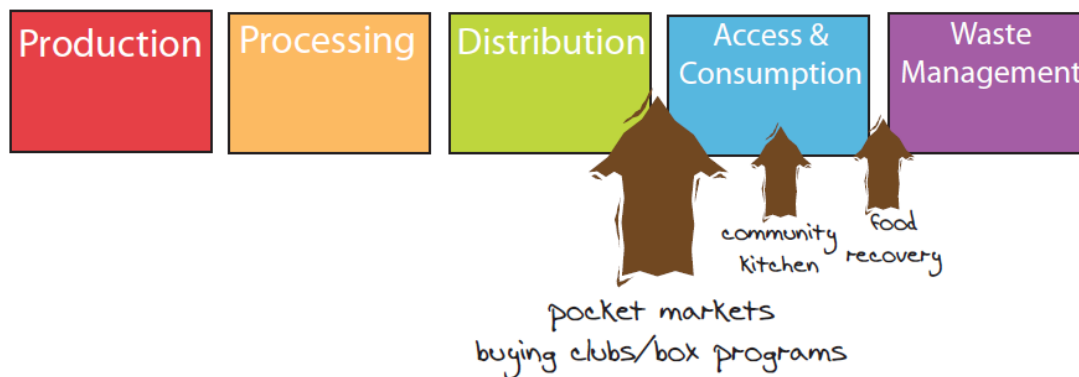 Production
Processing
Distribution
Access &
Consumption
Waste
Management
community
kitchen
food
recovery
pocket markets
buying clubs/box programs